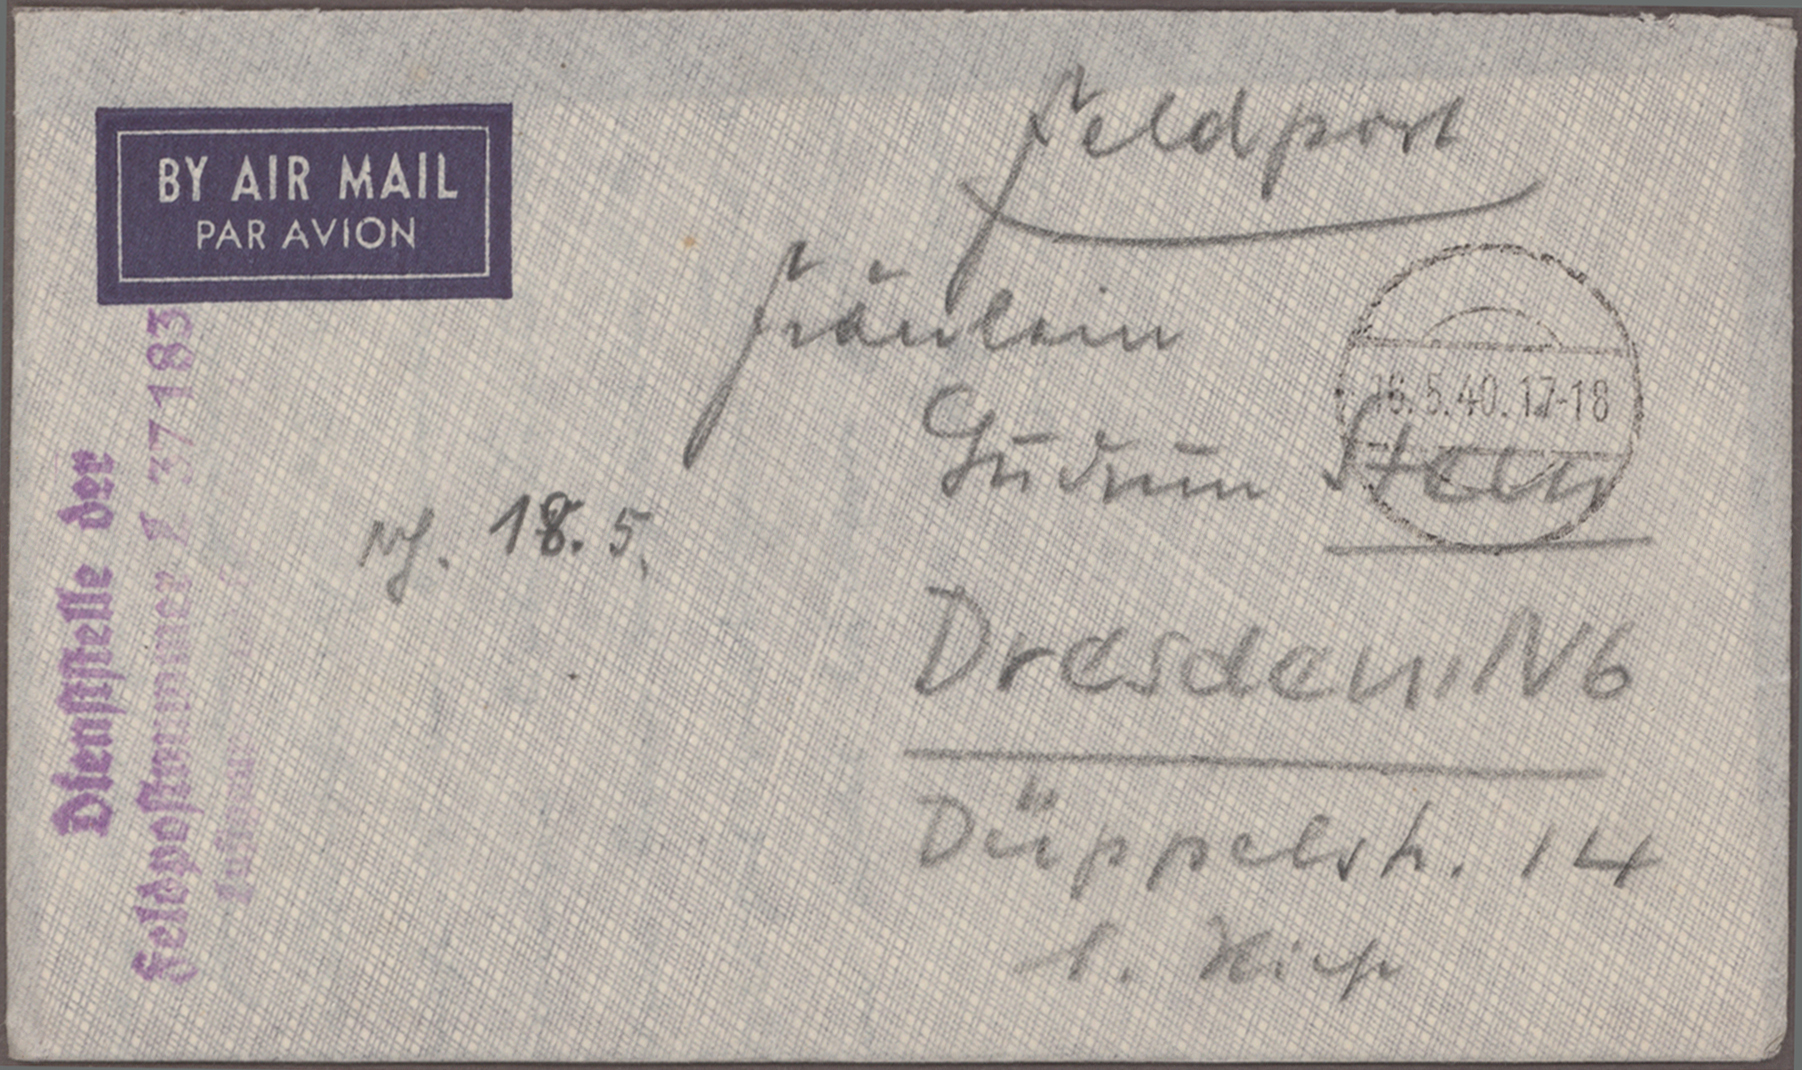 BY AIR MAIL
PAR AVION
Feldpost
Fräulein
Gudrun
16.5.40.17-18
18.5.
Dresden, N6
Düppelstr. 14
b.
Dienststelle der
Feldpostnummer 37183